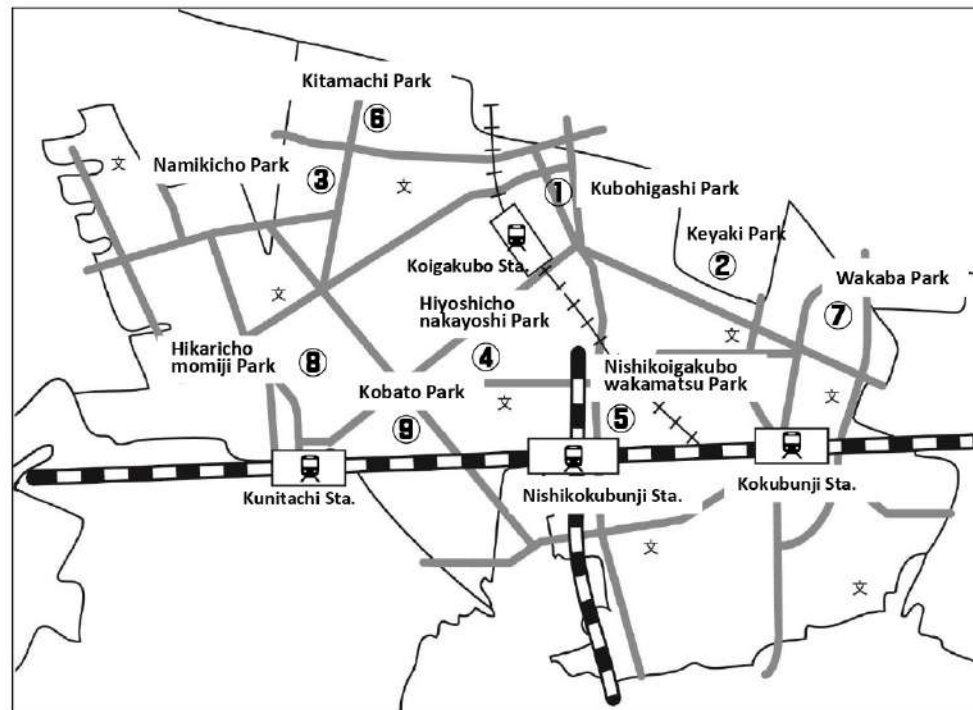 Kitamachi Park
⑥
文
Namikicho Park
③
文
①
Kubohigashi Park
Keyaki Park
②
Koigakubo Sta.
Wakaba Park
⑦
文
Hiyoshicho
nakayoshi Park
文
Hikaricho
momiji Park
⑧
④
Nishikoigakubo
wakamatsu Park
Kobato Park
文
⑤
文
⑨
Kunitachi Sta.
Nishikokubunji Sta.
Kokubunji Sta.
文
文